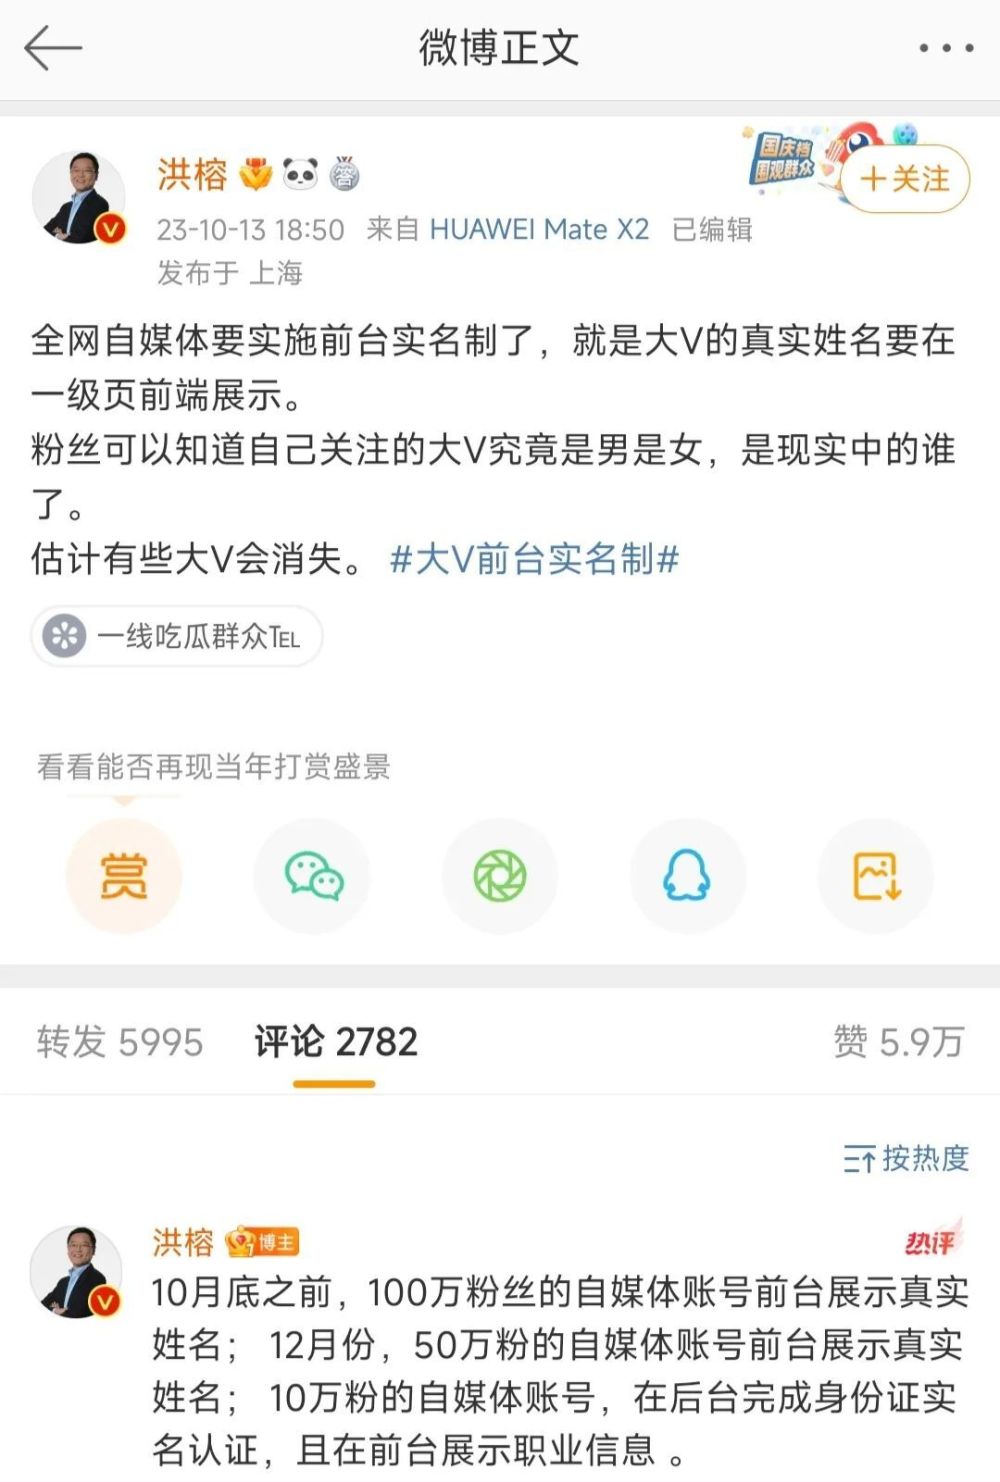 微博正文
国庆档
围观群众
洪榕
答
+关注
23-10-13 18:50 来自 HUAWEI Mate X2 已编辑
发布于 上海
全网自媒体要实施前台实名制了，就是大V的真实姓名要在
一级页前端展示。
粉丝可以知道自己关注的大V究竟是男是女，是现实中的谁
了。
估计有些大V会消失。 #大V前台实名制#
一线吃瓜群众TEL
看看能否再现当年打赏盛景
赏
转发 5995 评论 2782 赞 5.9万
按热度
洪榕 7 博主 热评
10月底之前，100万粉丝的自媒体账号前台展示真实
姓名； 12月份，50万粉的自媒体账号前台展示真实
姓名； 10万粉的自媒体账号，在后台完成身份证实
名认证，且在前台展示职业信息 。